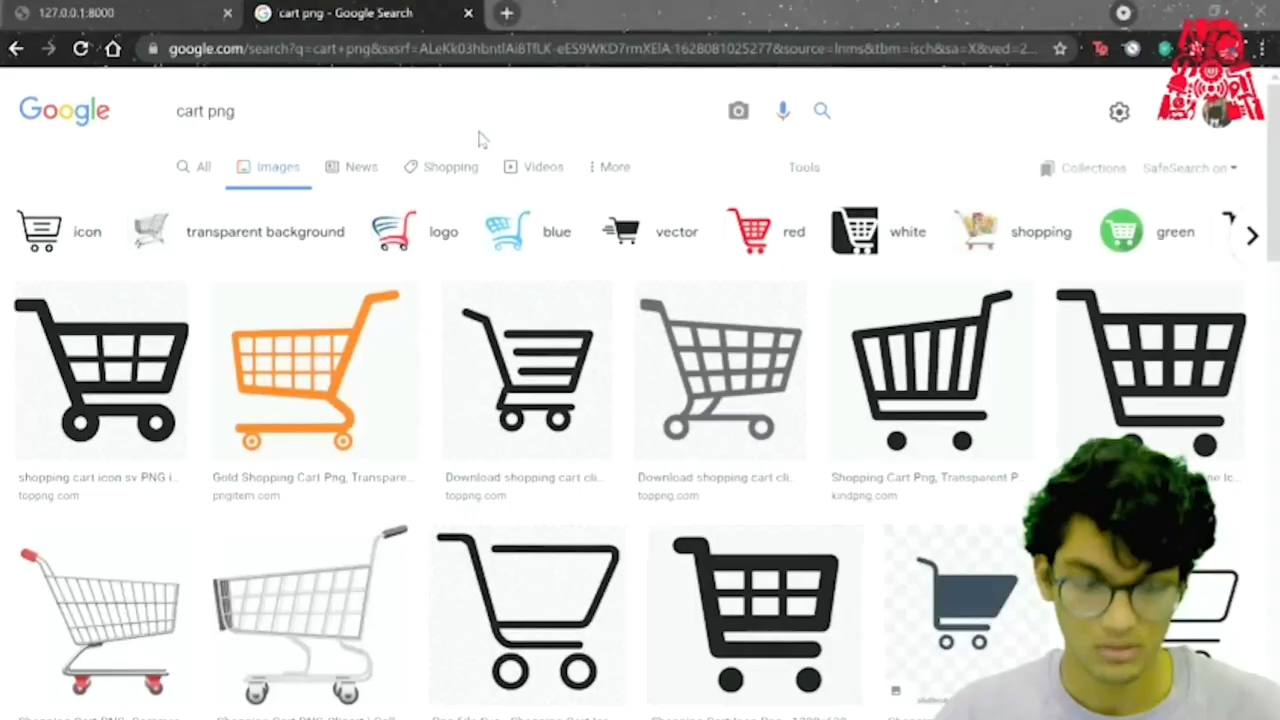 127.0.0.1:8000
cart png - Google Search
google.com/search?q=cart+png&sxsrf=ALeKk03hbntlAi8TfLK-eES9WKD7rmXElA:1628081025277&source=lnms&tbm=isch&sa=X&ved=2...
Google
cart png
All
Images
News
Shopping
Videos
More
Tools
Collections
SafeSearch on
icon
transparent background
logo
blue
vector
red
white
shopping
green
shopping cart icon sv PNG i...
Gold Shopping Cart Png, Transpare...
Download shopping cart cli...
Download shopping cart cli...
Shopping Cart Png, Transparent P...
toppng.com
pngitem.com
toppng.com
toppng.com
kindpng.com